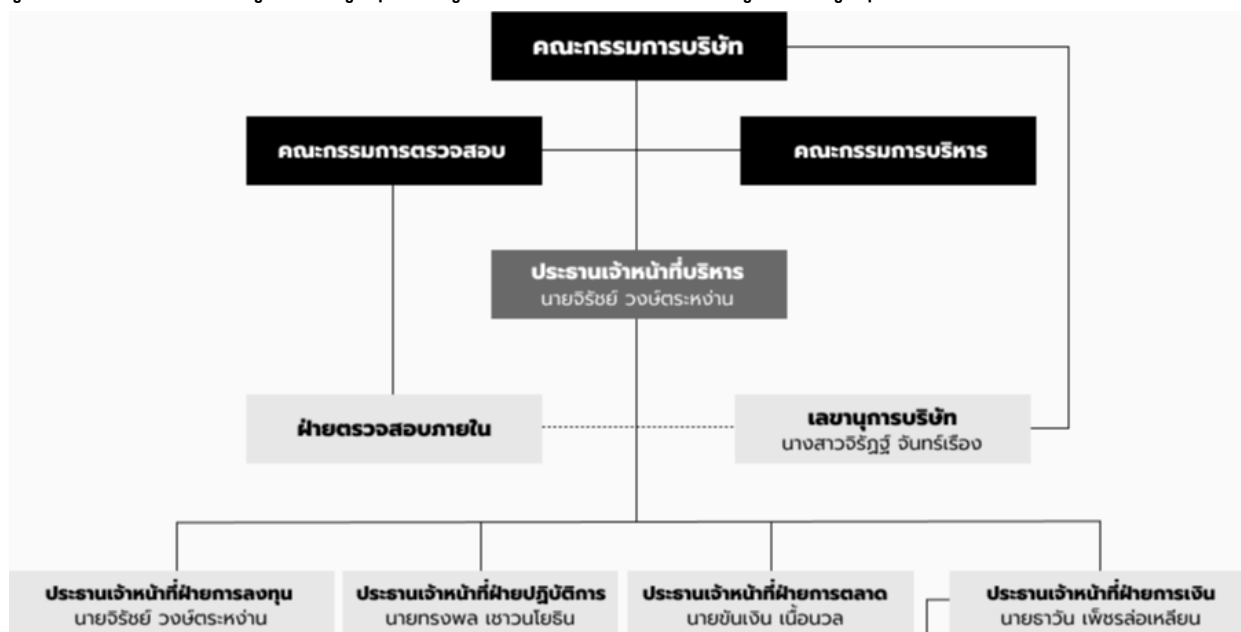 คณะกรรมการบริษัท
คณะกรรมการตรวจสอบ
คณะกรรมการบริหาร
ประธานเจ้าหน้าที่บริหาร
นายจิรัชย์ วงษ์ตระหง่าน
ฝ่ายตรวจสอบภายใน
เลขานุการบริษัท
นางสาวจิรัฏฐ์ จันทร์เรือง
ประธานเจ้าหน้าที่ฝ่ายการลงทุน
นายจิรัชย์ วงษ์ตระหง่าน
ประธานเจ้าหน้าที่ฝ่ายปฏิบัติการ
นายทรงพล เชาวนโยธิน
ประธานเจ้าหน้าที่ฝ่ายการตลาด
นายขันเงิน เนื้อนวล
ประธานเจ้าหน้าที่ฝ่ายการเงิน
นายธาวัน เพ็ชรล่อเหลียน